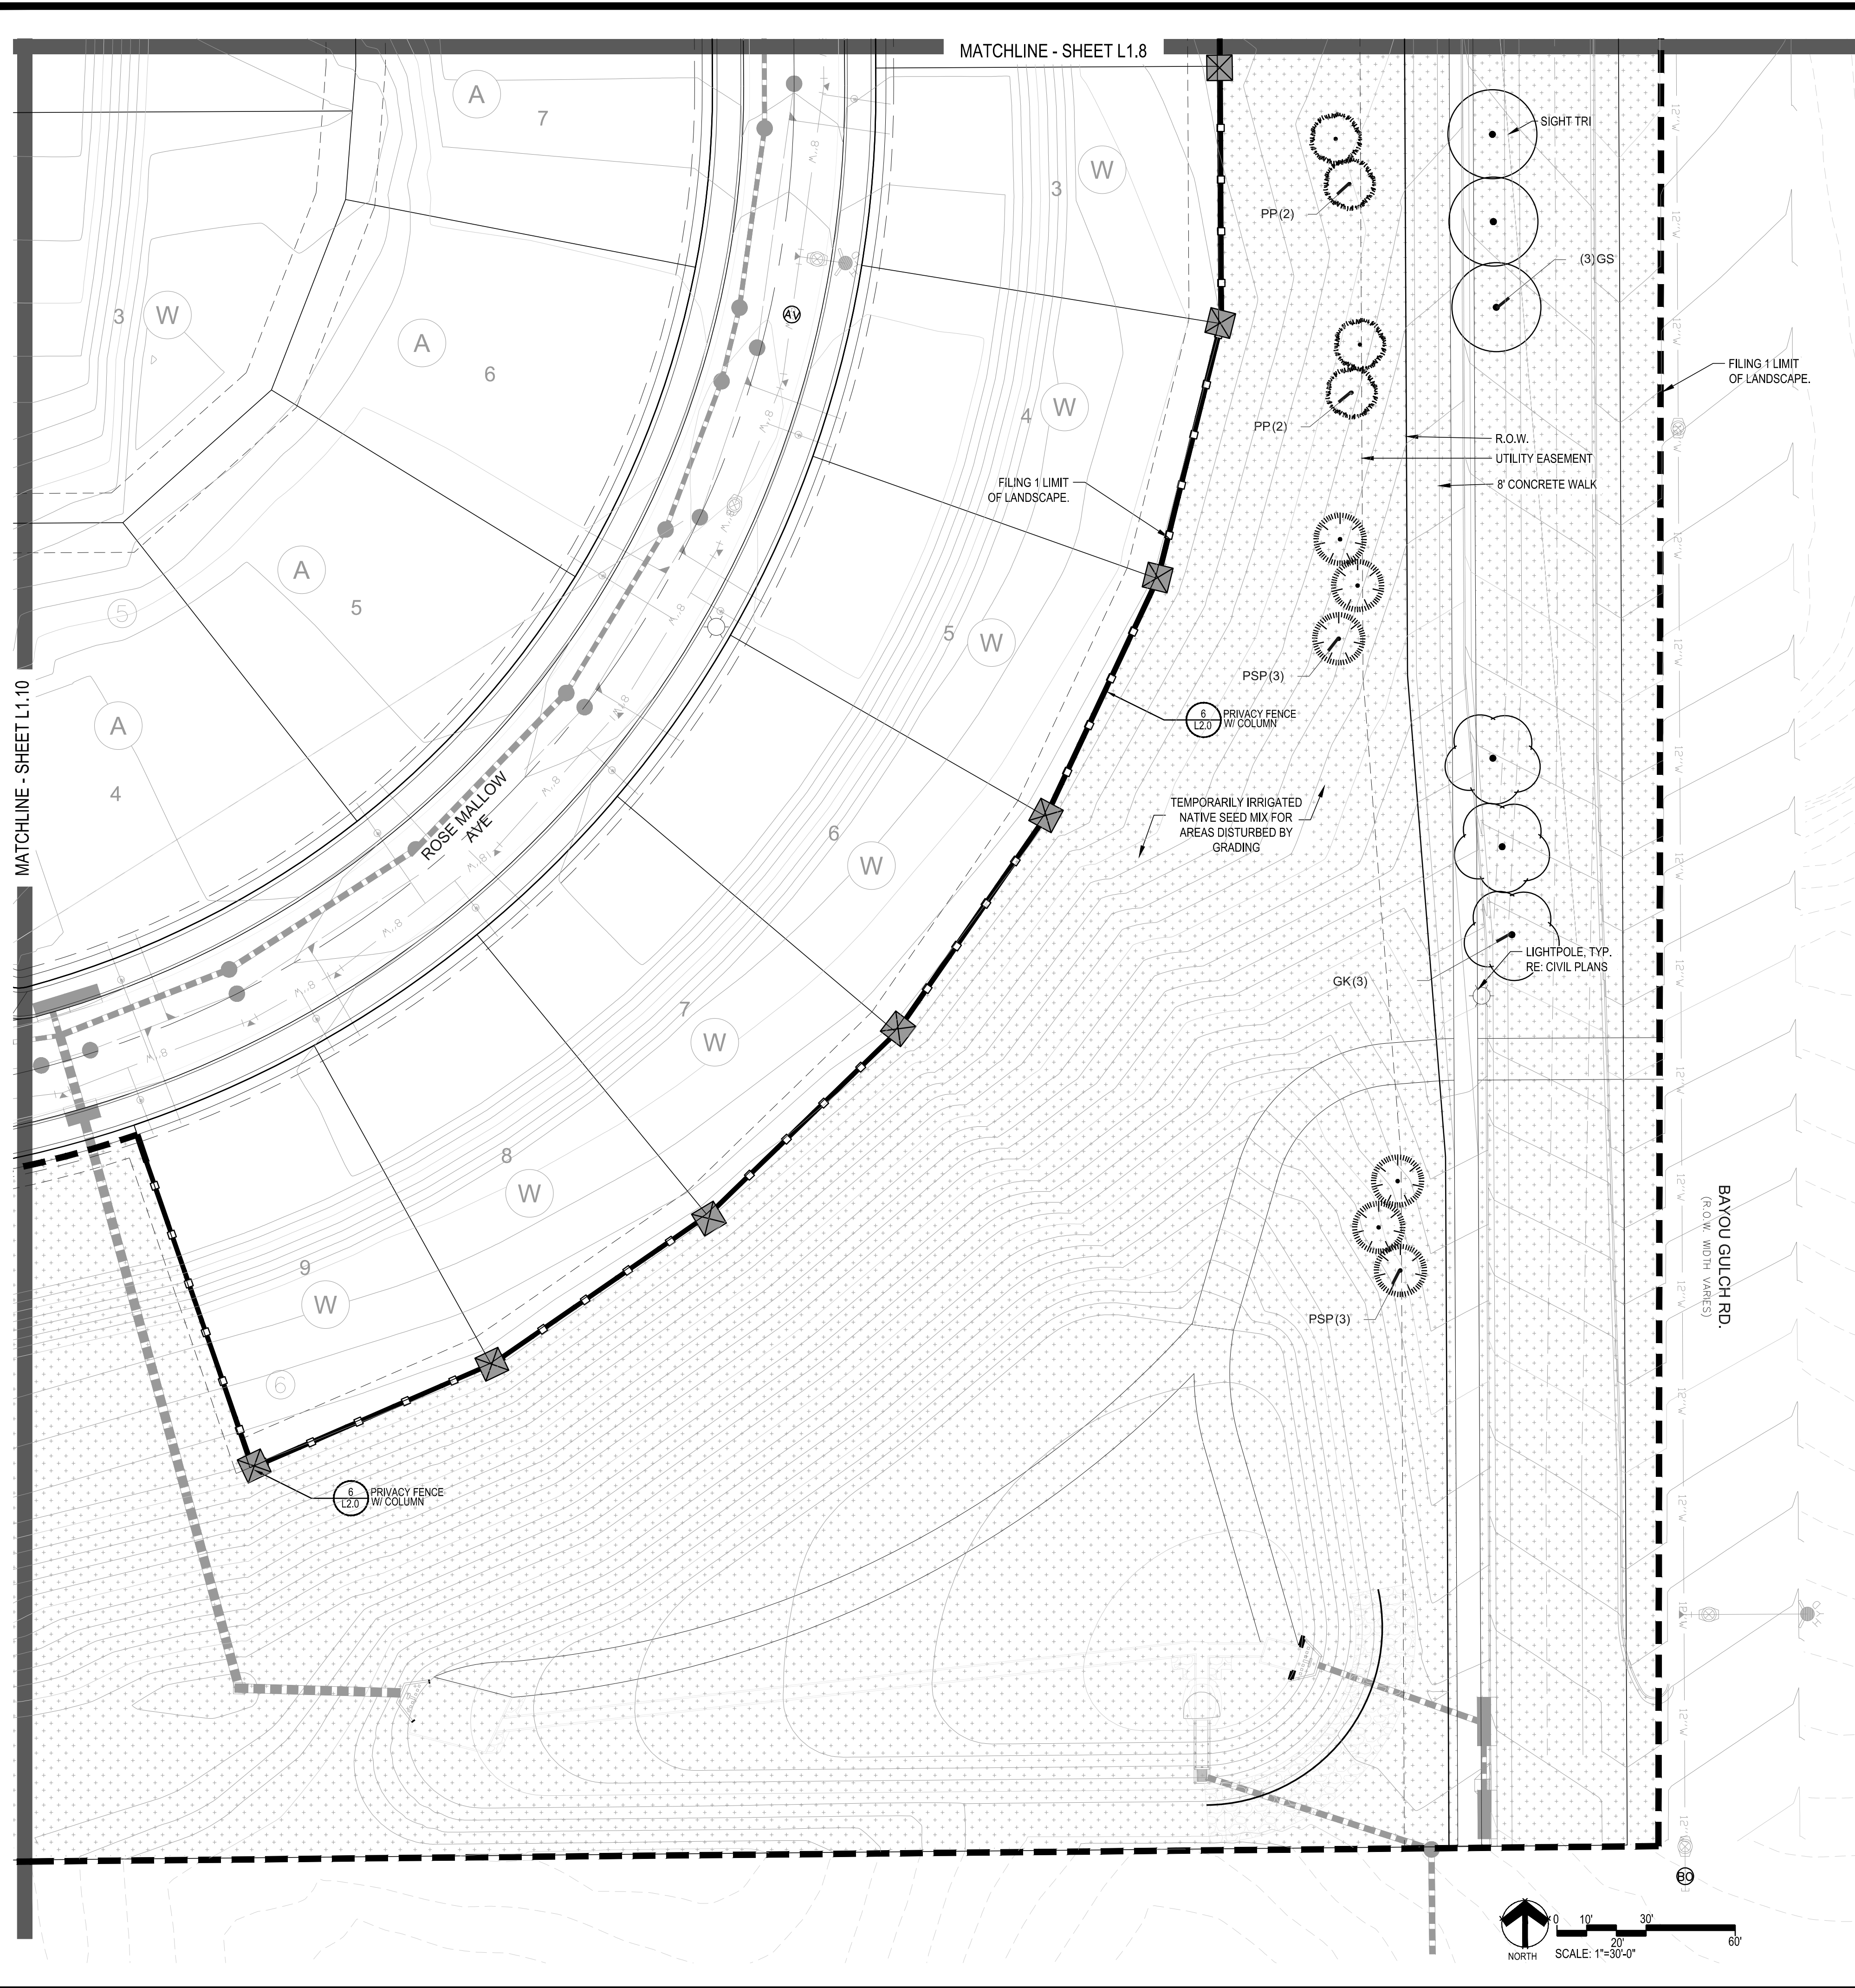 MATCHLINE - SHEET L1.8
A
7
W
3
SIGHT TRI
PP(2)
(3)GS
3
W
AV
A
6
FILING 1 LIMIT
OF LANDSCAPE.
4
W
PP(2)
R.O.W.
UTILITY EASEMENT
8' CONCRETE WALK
FILING 1 LIMIT
OF LANDSCAPE.
A
5
5
5
W
PSP(3)
MATCHLINE - SHEET L1.10
A
4
6
L2.0
PRIVACY FENCE
W/ COLUMN
ROSE MALLOW
AVE
TEMPORARILY IRRIGATED
NATIVE SEED MIX FOR
AREAS DISTURBED BY
GRADING
6
W
LIGHTPOLE, TYP.
RE: CIVIL PLANS
GK(3)
7
W
8
W
BAYOU GULCH RD.
(R.O.W. WIDTH VARIES)
9
W
PSP(3)
6
6
L2.0
PRIVACY FENCE
W/ COLUMN
8"W
12"W
BO
NORTH
0 10' 30'
20' 60'
SCALE: 1"=30'-0"